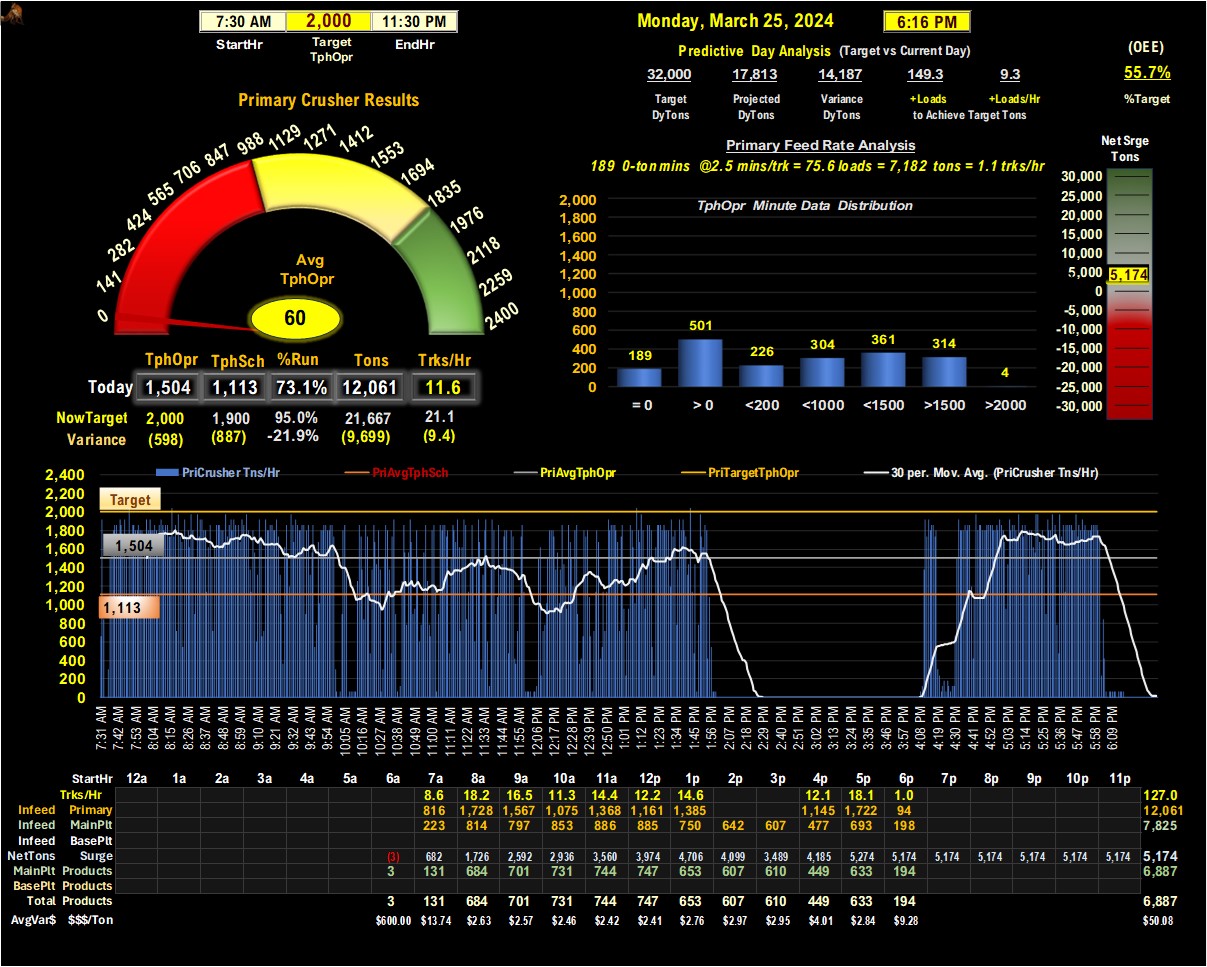 7:30 AM 2,000 11:30 PM
StartHr Target TphOpr EndHr
Monday, March 25, 2024 6:16 PM
Predictive Day Analysis (Target vs Current Day)
32,000 17,813 14,187 149.3 9.3
Target DyTons Projected DyTons Variance DyTons +Loads +Loads/Hr to Achieve Target Tons
(OEE)
55.7%
%Target
Primary Crusher Results
0 141 282 424 565 706 847 988 1129 1271 1412 1553 1694 1835 1976 2118 2259 2400
Avg
TphOpr
60
TphOpr TphSch %Run Tons Trks/Hr
Today 1,504 1,113 73.1% 12,061 11.6
NowTarget 2,000 1,900 95.0% 21,667 21.1
Variance (598) (887) -21.9% (9,699) (9.4)
Primary Feed Rate Analysis
189 0-ton mins @2.5 mins/trk = 75.6 loads = 7,182 tons = 1.1 trks/hr
TphOpr Minute Data Distribution
2,000
1,800
1,600
1,400
1,200
1,000
800
600
400
200
0
189 501 226 304 361 314 4
= 0 > 0 <200 <1000 <1500 >1500 >2000
Net Srge
Tons
30,000
25,000
20,000
15,000
10,000
5,000
5,174
0
-5,000
-10,000
-15,000
-20,000
-25,000
-30,000
PriCrusher Tns/Hr PriAvgTphSch PriAvgTphOpr PriTargetTphOpr 30 per. Mov. Avg. (PriCrusher Tns/Hr)
2,400
2,200
2,000
1,800
1,600
1,400
1,200
1,000
800
600
400
200
0
Target
1,504
1,113
7:31 AM 7:42 AM 7:53 AM 8:04 AM 8:15 AM 8:26 AM 8:37 AM 8:48 AM 8:59 AM 9:10 AM 9:21 AM 9:32 AM 9:43 AM 9:54 AM 10:05 AM 10:16 AM 10:27 AM 10:38 AM 10:49 AM 11:00 AM 11:11 AM 11:22 AM 11:33 AM 11:44 AM 11:55 AM 12:06 PM 12:17 PM 12:28 PM 12:39 PM 12:50 PM 1:01 PM 1:12 PM 1:23 PM 1:34 PM 1:45 PM 1:56 PM 2:07 PM 2:18 PM 2:29 PM 2:40 PM 2:51 PM 3:02 PM 3:13 PM 3:24 PM 3:35 PM 3:46 PM 3:57 PM 4:08 PM 4:19 PM 4:30 PM 4:41 PM 4:52 PM 5:03 PM 5:14 PM 5:25 PM 5:36 PM 5:47 PM 5:58 PM 6:09 PM
StartHr 12a 1a 2a 3a 4a 5a 6a 7a 8a 9a 10a 11a 12p 1p 2p 3p 4p 5p 6p 7p 8p 9p 10p 11p
Trks/Hr 8.6 18.2 16.5 11.3 14.4 12.2 14.6 12.1 18.1 1.0 127.0
Infeed Primary 816 1,728 1,567 1,075 1,368 1,161 1,385 1,145 1,722 94 12,061
Infeed MainPlt 223 814 797 853 886 885 750 642 607 477 693 198 7,825
Infeed BasePlt
NetTons Surge (3) 682 1,726 2,592 2,936 3,560 3,974 4,706 4,099 3,489 4,185 5,274 5,174 5,174 5,174 5,174 5,174 5,174 5,174
MainPlt Products 3 131 684 701 731 744 747 653 607 610 449 633 194 6,887
BasePlt Products
Total Products 3 131 684 701 731 744 747 653 607 610 449 633 194 6,887
AvgVar$ $$$/Ton $600.00 $13.74 $2.63 $2.57 $2.46 $2.42 $2.41 $2.76 $2.97 $2.95 $4.01 $2.84 $9.28 $50.08